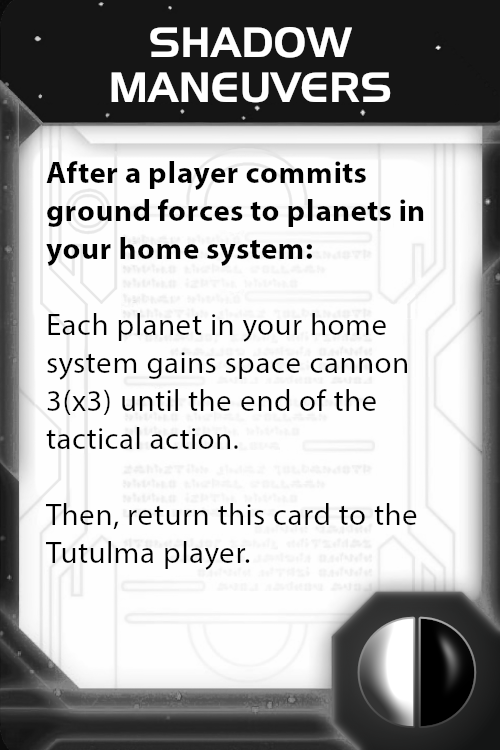 SHADOW
MANEUVERS
After a player commits
ground forces to planets in
your home system:
Each planet in your home
system gains space cannon
3(x3) until the end of the
tactical action.
Then, return this card to the
Tutulma player.